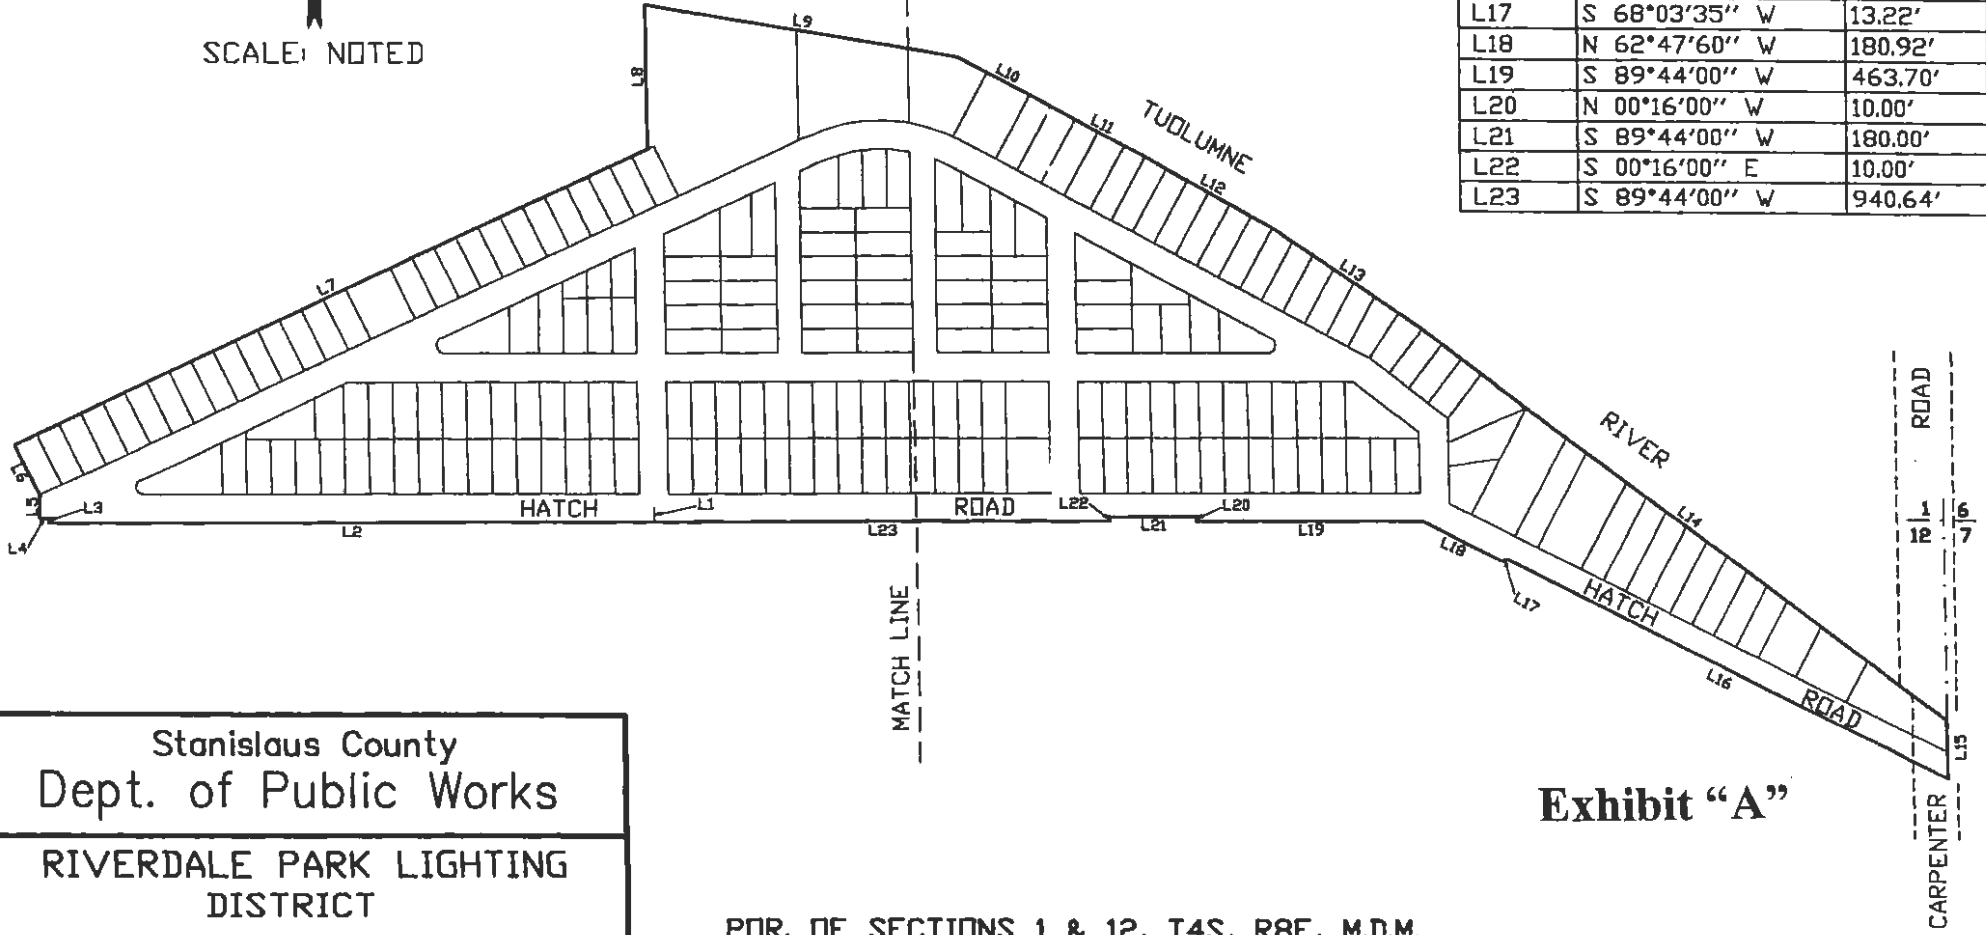 SCALE: NOTED
L17 S 68°03'35" W 13.22'
L18 N 62°47'60" W 180.92'
L19 S 89°44'00" W 463.70'
L20 N 00°16'00" W 10.00'
L21 S 89°44'00" W 180.00'
L22 S 00°16'00" E 10.00'
L23 S 89°44'00" W 940.64'
L9
L8
L10
L11
TUOLUMNE
L12
L13
L7
ROAD
RIVER
L6
L5
L3
L4
L2
HATCH
L1
ROAD
L22
L20
L23
L21
L19
L14
1 6
12 7
L18
L17
HATCH
MATCH LINE
L16
ROAD
L15
Stanislaus County
Dept. of Public Works
Exhibit “A”
CARPENTER
RIVERDALE PARK LIGHTING
DISTRICT
POR. OF SECTIONS 1 & 12, T4S, R8E, M.D.M.